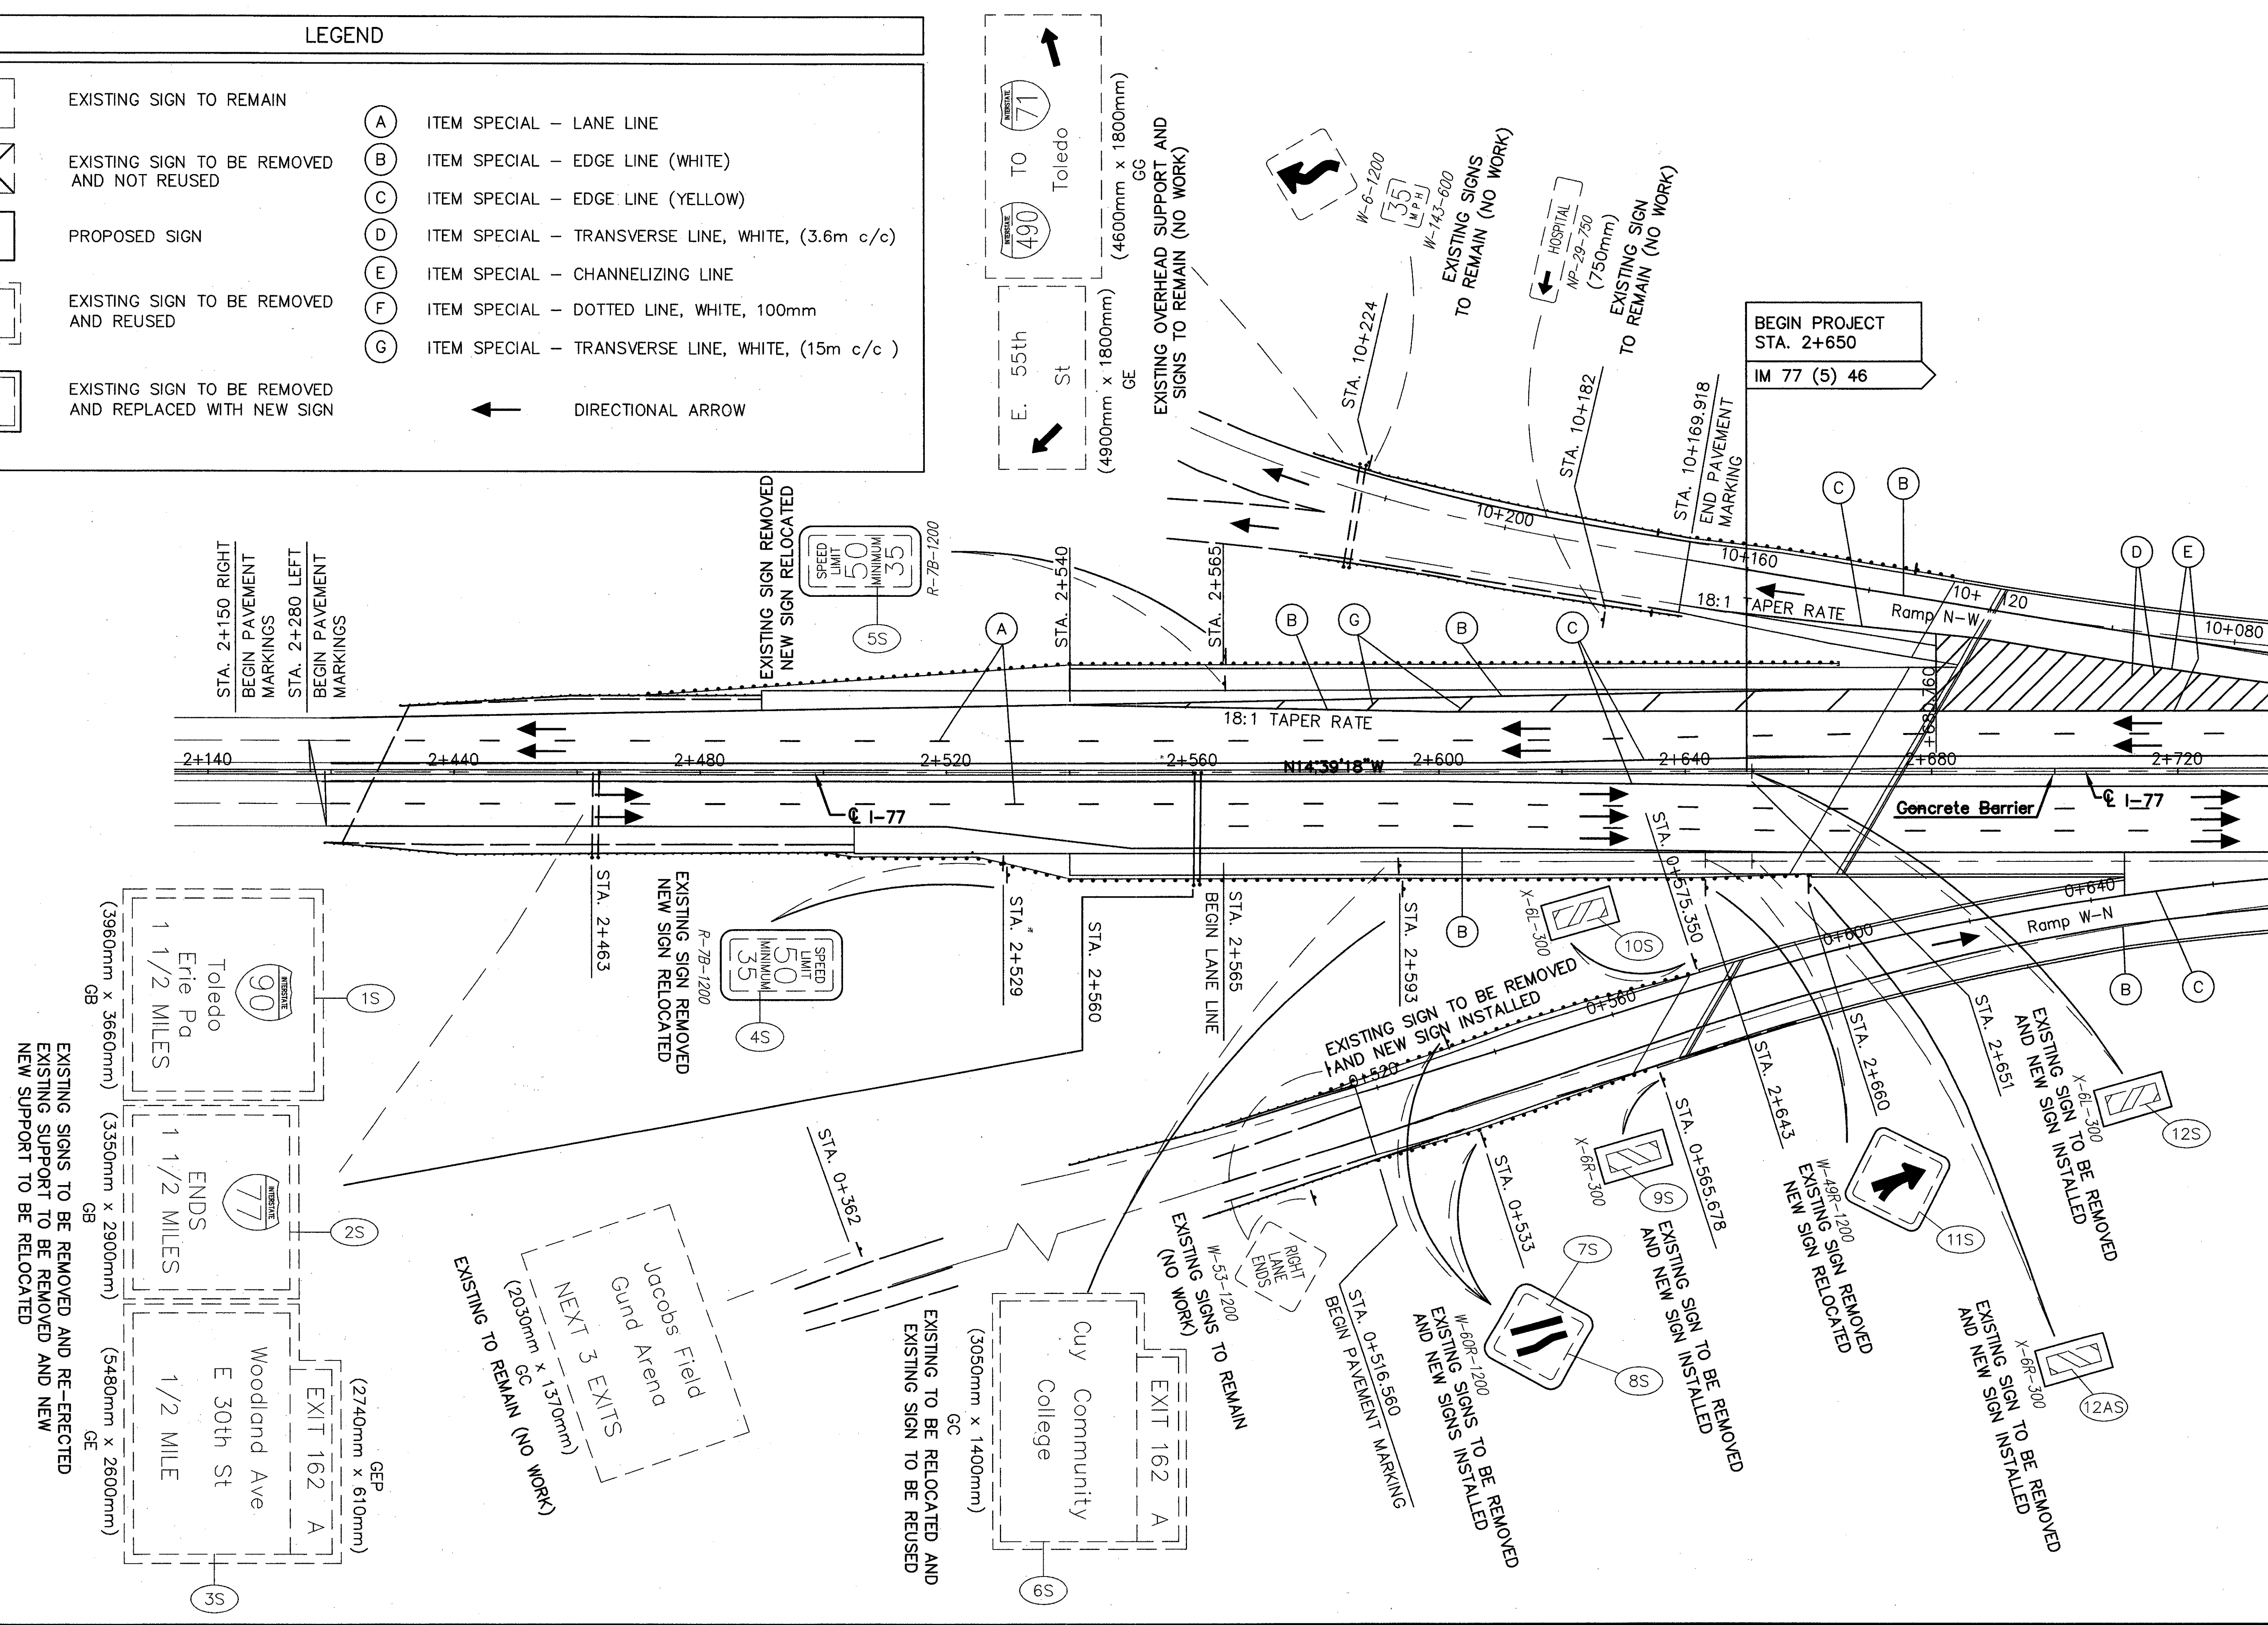 LEGEND
EXISTING SIGN TO REMAIN
EXISTING SIGN TO BE REMOVED
AND NOT REUSED
PROPOSED SIGN
EXISTING SIGN TO BE REMOVED
AND REUSED
EXISTING SIGN TO BE REMOVED
AND REPLACED WITH NEW SIGN
A ITEM SPECIAL – LANE LINE
B ITEM SPECIAL – EDGE LINE (WHITE)
C ITEM SPECIAL – EDGE LINE (YELLOW)
D ITEM SPECIAL – TRANSVERSE LINE, WHITE, (3.6m c/c)
E ITEM SPECIAL – CHANNELIZING LINE
F ITEM SPECIAL – DOTTED LINE, WHITE, 100mm
G ITEM SPECIAL – TRANSVERSE LINE, WHITE, (15m c/c )
DIRECTIONAL ARROW
INTERSTATE 490 TO INTERSTATE 71
Toledo
(4600mm x 1800mm)
GG
E. 55th
St
(4900mm x 1800mm)
GE
EXISTING OVERHEAD SUPPORT AND
SIGNS TO REMAIN (NO WORK)
W-6-1200
35
MPH
W-143-600
EXISTING SIGNS
TO REMAIN (NO WORK)
HOSPITAL
NP-29-750
(750mm)
EXISTING SIGN
TO REMAIN (NO WORK)
STA. 10+224
STA. 10+182
STA. 10+169.918
END PAVEMENT
MARKING
BEGIN PROJECT
STA. 2+650
IM 77 (5) 46
C
B
D
E
10+200
10+160
10+ 120
10+080
18:1 TAPER RATE
Ramp N-W
STA. 2+150 RIGHT
BEGIN PAVEMENT
MARKINGS
STA. 2+280 LEFT
BEGIN PAVEMENT
MARKINGS
EXISTING SIGN REMOVED
NEW SIGN RELOCATED
SPEED
LIMIT
50
MINIMUM
35
R-7B-1200
5S
A
STA. 2+540
STA. 2+565
B
G
B
C
18:1 TAPER RATE
+680.760
2+140
2+440
2+480
2+520
2+560
N14°39'18"W
2+600
2+640
2+680
2+720
℄ I-77
Concrete Barrier
℄ I-77
STA. 2+463
EXISTING SIGN REMOVED
NEW SIGN RELOCATED
R-7B-1200
SPEED
LIMIT
50
MINIMUM
35
4S
STA. 2+529
STA. 2+560
STA. 2+565
BEGIN LANE LINE
STA. 2+593
B
X-6L-300
10S
EXISTING SIGN TO BE REMOVED
AND NEW SIGN INSTALLED
STA. 0+575.350
0+520
0+560
0+600
0+640
Ramp W-N
B
C
STA. 2+643
STA. 2+660
STA. 2+651
EXISTING SIGN TO BE REMOVED
AND NEW SIGN INSTALLED
X-6L-300
12S
W-49R-1200
EXISTING SIGN REMOVED
NEW SIGN RELOCATED
11S
X-6R-300
EXISTING SIGN TO BE REMOVED
AND NEW SIGN INSTALLED
12AS
STA. 0+565.678
X-6R-300
9S
EXISTING SIGN TO BE REMOVED
AND NEW SIGN INSTALLED
STA. 0+533
7S
8S
W-60R-1200
EXISTING SIGNS TO BE REMOVED
AND NEW SIGNS INSTALLED
STA. 0+516.560
BEGIN PAVEMENT MARKING
RIGHT
LANE
ENDS
W-53-1200
EXISTING SIGNS TO REMAIN
(NO WORK)
EXIT 162 A
Cuy Community
College
(3050mm x 1400mm)
GC
EXISTING TO BE RELOCATED AND
EXISTING SIGN TO BE REUSED
6S
STA. 0+362
Jacobs Field
Gund Arena
NEXT 3 EXITS
(2030mm x 1370mm)
GC
EXISTING TO REMAIN (NO WORK)
INTERSTATE 90
Toledo
Erie Pa
1 1/2 MILES
(3960mm x 3660mm)
GB
1S
INTERSTATE 77
ENDS
1 1/2 MILES
(3350mm x 2900mm)
GB
2S
GEP
(2740mm x 610mm)
EXIT 162 A
Woodland Ave
E 30th St
1/2 MILE
(5480mm x 2600mm)
GE
3S
EXISTING SIGNS TO BE REMOVED AND RE-ERECTED
EXISTING SUPPORT TO BE REMOVED AND NEW
NEW SUPPORT TO BE RELOCATED